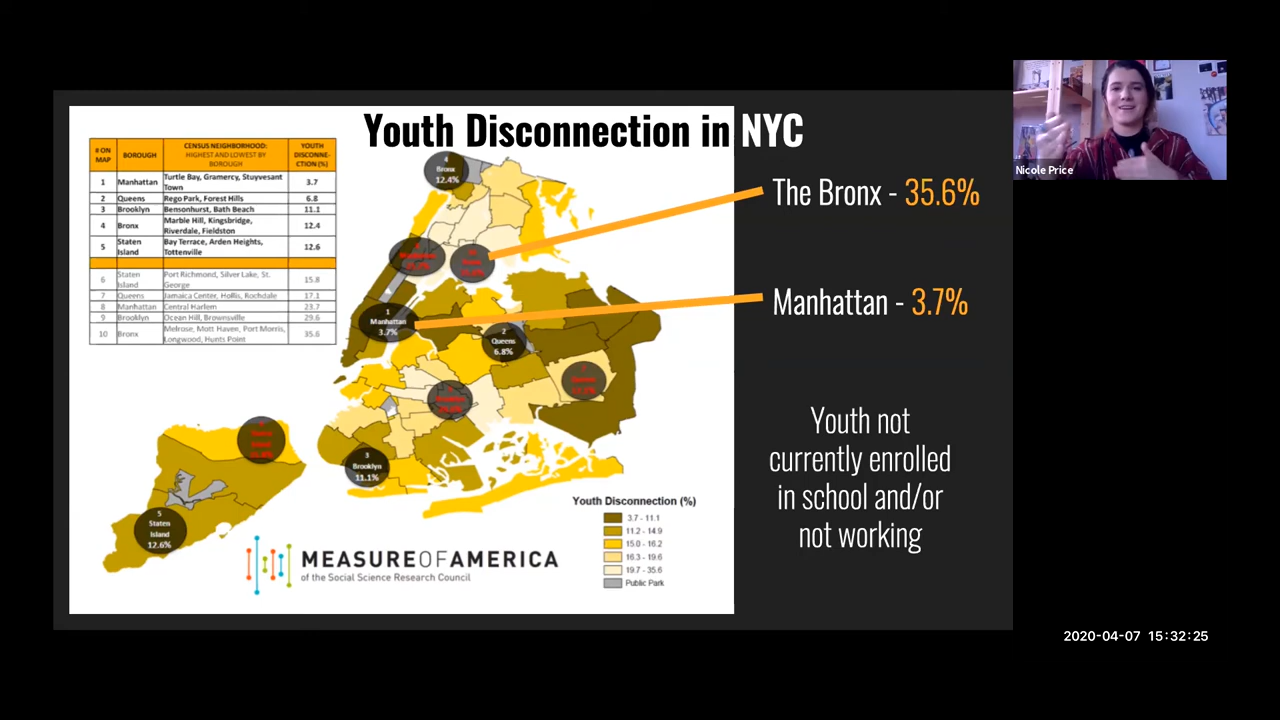 Youth Disconnection in NYC
# ON MAP
BOROUGH
CENSUS NEIGHBORHOOD: HIGHEST AND LOWEST BY BOROUGH
YOUTH DISCONNE-CTION (%)
1 Manhattan Turtle Bay, Gramercy, Stuyvesant Town 3.7
2 Queens Rego Park, Forest Hills 6.8
3 Brooklyn Bensonhurst, Bath Beach 11.1
4 Bronx Marble Hill, Kingsbridge, Riverdale, Fieldston 12.4
5 Staten Island Bay Terrace, Arden Heights, Tottenville 12.6
6 Staten Island Port Richmond, Silver Lake, St. George 15.8
7 Queens Jamaica Center, Hollis, Rochdale 17.1
8 Manhattan Central Harlem 23.7
9 Brooklyn Ocean Hill, Brownsville 29.6
10 Bronx Melrose, Mott Haven, Port Morris, Longwood, Hunts Point 35.6
4
Bronx
12.4%
1
Manhattan
3.7%
2
Queens
6.8%
3
Brooklyn
11.1%
5
Staten
Island
12.6%
The Bronx - 35.6%
Manhattan - 3.7%
Youth not
currently enrolled
in school and/or
not working
Youth Disconnection (%)
3.7 - 11.1
11.2 - 14.9
15.0 - 16.2
16.3 - 19.6
19.7 - 35.6
Public Park
MEASUREOFAMERICA
of the Social Science Research Council
Nicole Price
2020-04-07 15:32:25